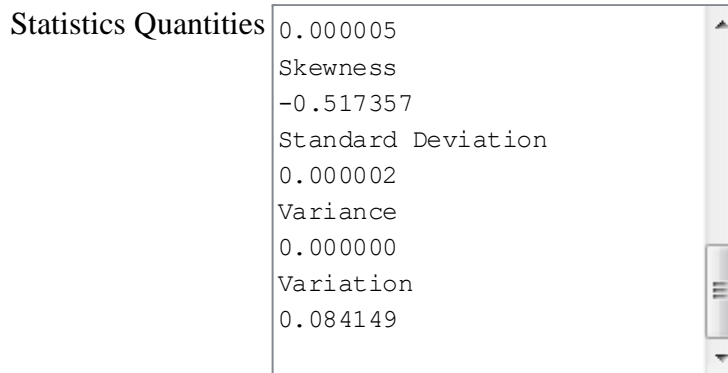 Statistics Quantities
0.000005
Skewness
-0.517357
Standard Deviation
0.000002
Variance
0.000000
Variation
0.084149